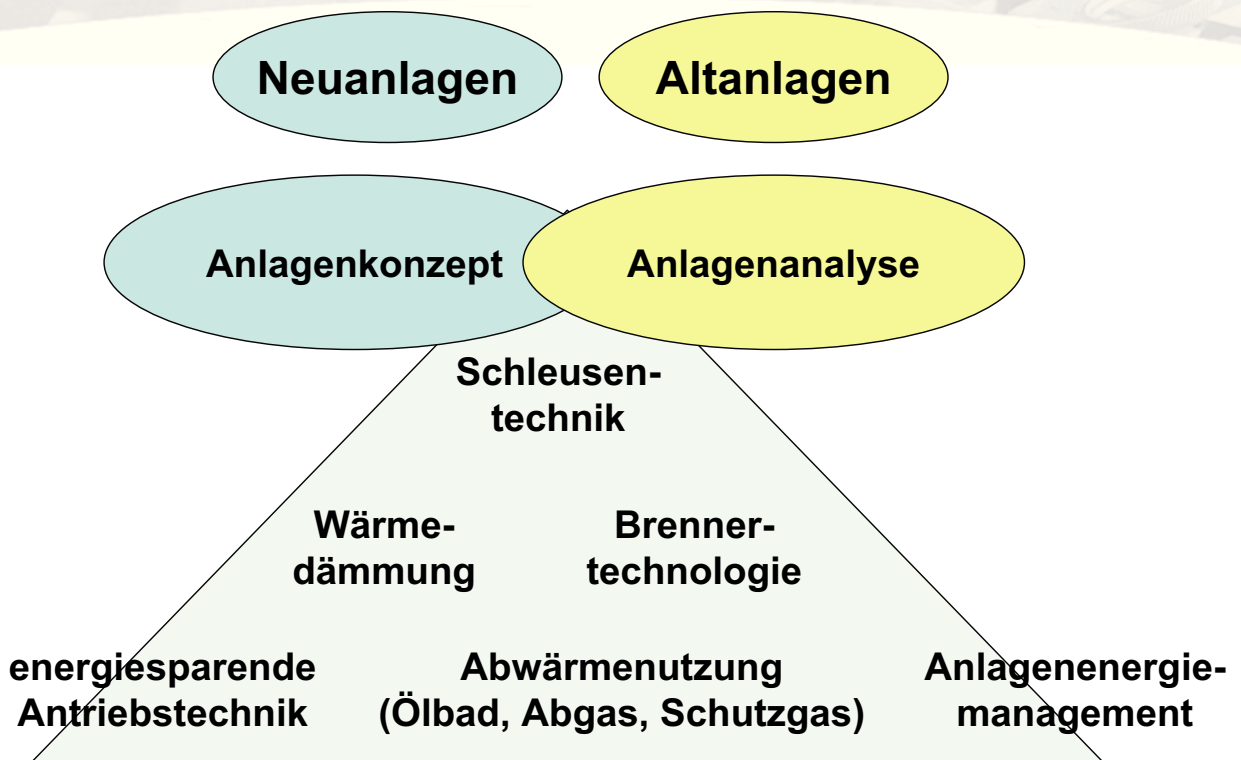 Neuanlagen Altanlagen
Anlagenkonzept Anlagenanalyse
Schleusen-
technik
Wärme-
dämmung
Brenner-
technologie
energiesparende
Antriebstechnik
Abwärmenutzung
(Ölbad, Abgas, Schutzgas)
Anlagenenergie-
management